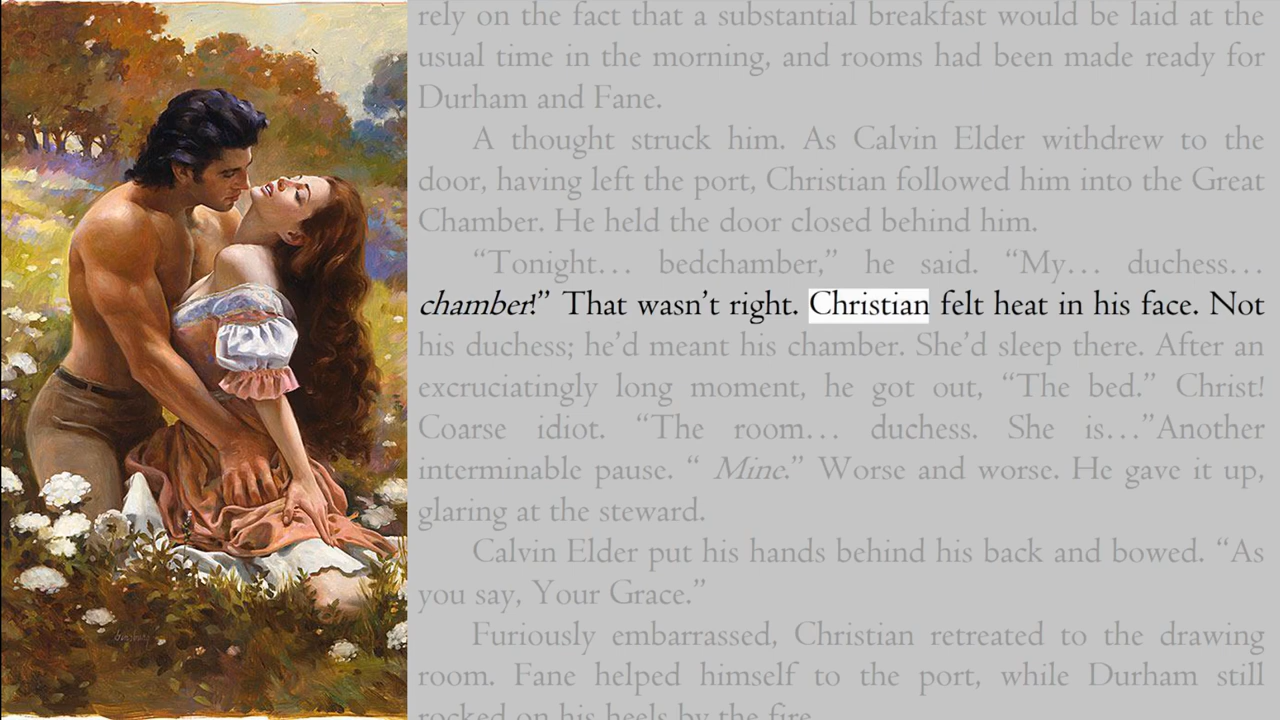 rely on the fact that a substantial breakfast would be laid at the
usual time in the morning, and rooms had been made ready for
Durham and Fane.
A thought struck him. As Calvin Elder withdrew to the
door, having left the port, Christian followed him into the Great
Chamber. He held the door closed behind him.
“Tonight… bedchamber,” he said. “My… duchess…
chamber!” That wasn’t right. Christian felt heat in his face. Not
his duchess; he’d meant his chamber. She’d sleep there. After an
excruciatingly long moment, he got out, “The bed.” Christ!
Coarse idiot. “The room… duchess. She is…”Another
interminable pause. “ Mine.” Worse and worse. He gave it up,
glaring at the steward.
Calvin Elder put his hands behind his back and bowed. “As
you say, Your Grace.”
Furiously embarrassed, Christian retreated to the drawing
room. Fane helped himself to the port, while Durham still
rocked on his heels by the fire.